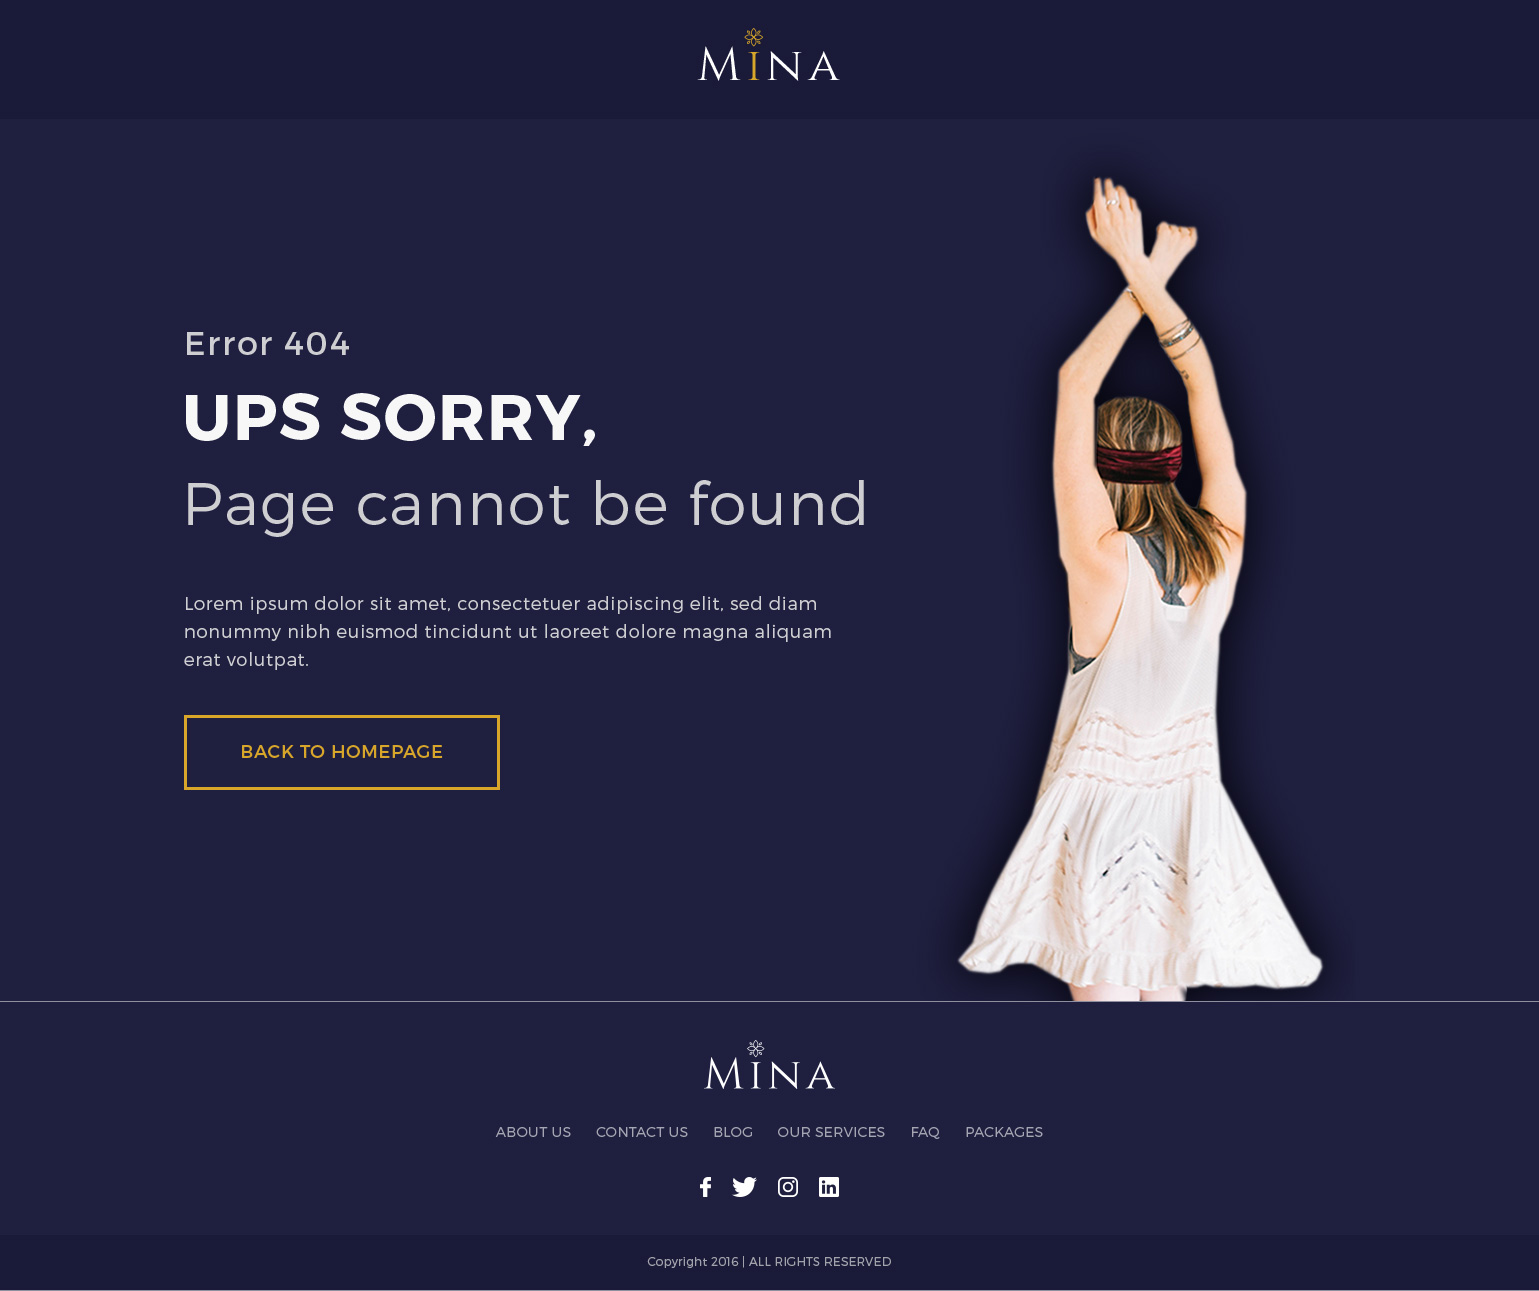 MINA
Error 404
UPS SORRY,
Page cannot be found
Lorem ipsum dolor sit amet, consectetuer adipiscing elit, sed diam
nonummy nibh euismod tincidunt ut laoreet dolore magna aliquam
erat volutpat.
BACK TO HOMEPAGE
MINA
ABOUT US CONTACT US BLOG OUR SERVICES FAQ PACKAGES
Copyright 2016 | ALL RIGHTS RESERVED